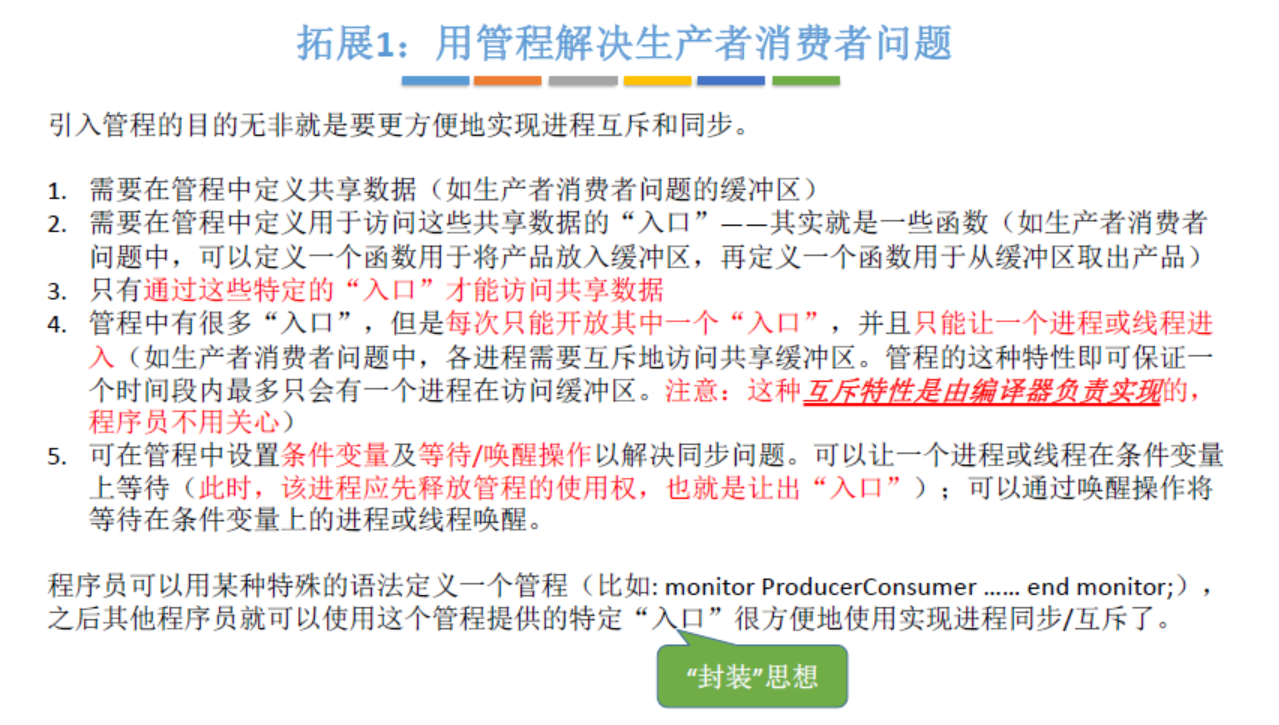 拓展1：用管程解决生产者消费者问题
引入管程的目的无非就是要更方便地实现进程互斥和同步。
1. 需要在管程中定义共享数据（如生产者消费者问题的缓冲区）
2. 需要在管程中定义用于访问这些共享数据的“入口”——其实就是一些函数（如生产者消费者
问题中，可以定义一个函数用于将产品放入缓冲区，再定义一个函数用于从缓冲区取出产品）
3. 只有通过这些特定的“入口”才能访问共享数据
4. 管程中有很多“入口”，但是每次只能开放其中一个“入口”，并且只能让一个进程或线程进
入（如生产者消费者问题中，各进程需要互斥地访问共享缓冲区。管程的这种特性即可保证一
个时间段内最多只会有一个进程在访问缓冲区。注意：这种互斥特性是由编译器负责实现的，
程序员不用关心）
5. 可在管程中设置条件变量及等待/唤醒操作以解决同步问题。可以让一个进程或线程在条件变量
上等待（此时，该进程应先释放管程的使用权，也就是让出“入口”）；可以通过唤醒操作将
等待在条件变量上的进程或线程唤醒。
程序员可以用某种特殊的语法定义一个管程（比如: monitor ProducerConsumer …… end monitor;），
之后其他程序员就可以使用这个管程提供的特定“入口”很方便地使用实现进程同步/互斥了。
“封装”思想